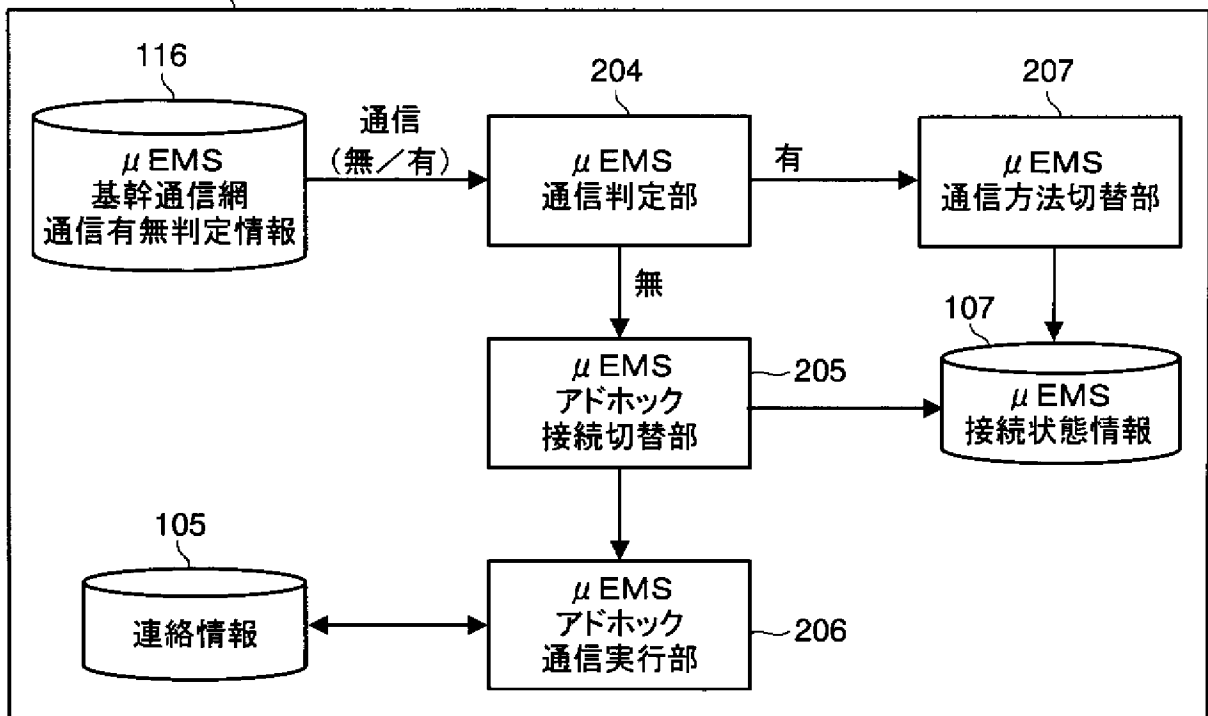 116
μEMS
基幹通信網
通信有無判定情報
通信
(無/有)
204
μEMS
通信判定部
有
207
μEMS
通信方法切替部
無
205
μEMS
アドホック
接続切替部
107
μEMS
接続状態情報
105
連絡情報
206
μEMS
アドホック
通信実行部